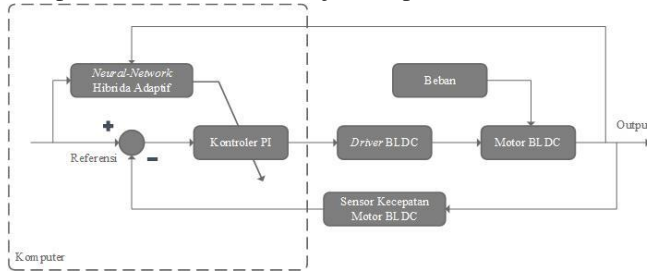 Neural-Network
Hibrida Adaptif
Beban
+
Referensi
−
Kontroler PI
Driver BLDC
Motor BLDC
Output
Sensor Kecepatan
Motor BLDC
Komputer